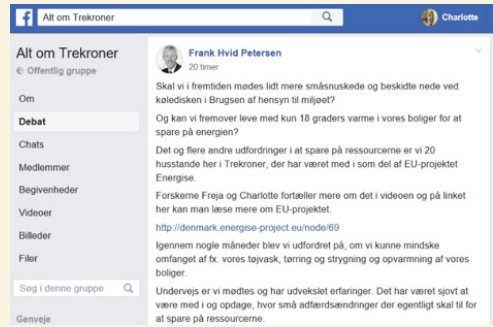 Alt om Trekroner
Charlotte
Alt om Trekroner
Offentlig gruppe
Om
Debat
Chats
Medlemmer
Begivenheder
Videoer
Billeder
Filer
Søg i denne gruppe
Genveje
Frank Hvid Petersen
20 timer
Skal vi i fremtiden mødes lidt mere småsnuskede og beskidte nede ved
køledisken i Brugsen af hensyn til miljøet?
Og kan vi fremover leve med kun 18 graders varme i vores boliger for at
spare på energien?
Det og flere andre udfordringer i at spare på ressourcerne er vi 20
husstande her i Trekroner, der har været med i som del af EU-projektet
Energise.
Forskerne Freja og Charlotte fortæller mere om det i videoen og på linket
her kan man læse mere om EU-projektet.
http://denmark.energise-project.eu/node/69
Igennem nogle måneder blev vi udfordret på, om vi kunne mindske
omfanget af fx. vores tøjvask, tørring og strygning og opvarmning af vores
boliger.
Undervejs er vi mødtes og har udvekslet erfaringer. Det har været sjovt at
være med i og opdage, hvor små adfærdsændringer der egentligt skal til for
at spare på ressourcerne.